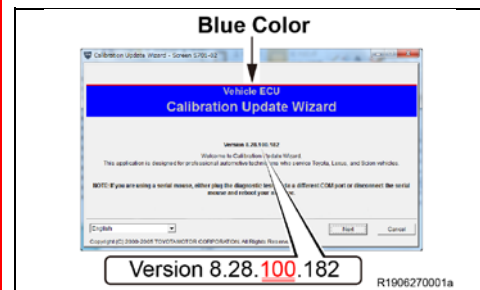 Blue Color
Calibration Update Wizard - Screen S701-02
Vehicle ECU
Calibration Update Wizard
Version 8.28.100.182
Welcome to Calibration Update Wizard
This application is designed for professional automotive technicians who service Toyota, Lexus, and Scion vehicles.
NOTE: If you are using a serial mouse, either plug the diagnostic tester into a different COM port or disconnect the serial
mouse and reboot your
English
Next
Cancel
Copyright (C) 2000-2005 TOYOTA MOTOR CORPORATION. All Rights
Version 8.28.100.182
R1906270001a